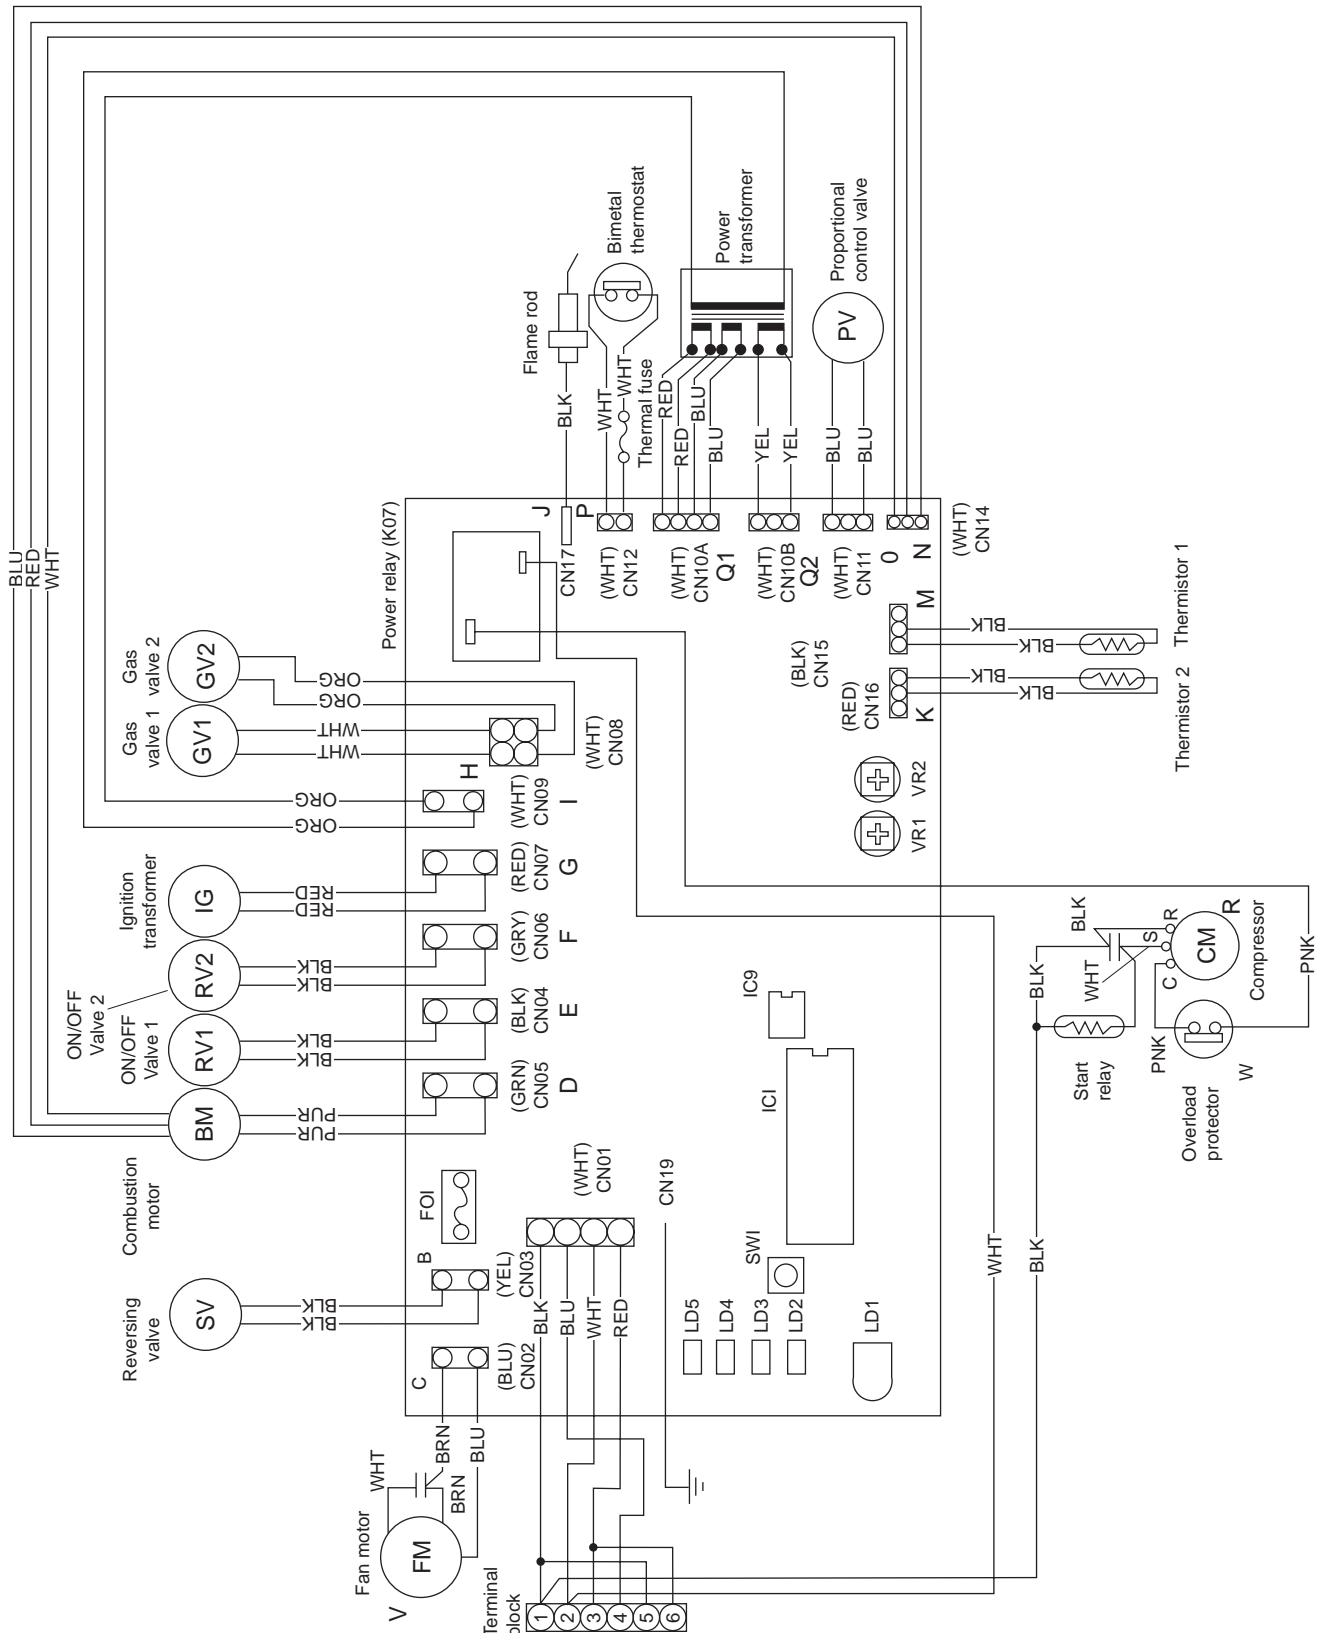 BLU
RED
WHT
Gas
valve 2
GV2
Gas
valve 1
GV1
ORG
ORG
WHT
WHT
ORG
ORG
Ignition
transformer
IG
RED
RED
RV2
BLK
BLK
ON/OFF
Valve 2
ON/OFF
Valve 1
RV1
BLK
BLK
BM
PUR
PUR
Combustion
motor
Reversing
valve
SV
BLK
BLK
Fan motor
FM
V
WHT
BRN
BRN
BLU
Power relay (K07)
H
(WHT)
CN08
(WHT)
CN09
I
(RED)
CN07
G
(GRY)
CN06
F
(BLK)
CN04
E
(GRN)
CN05
D
FOI
B
(YEL)
CN03
C
(BLU)
CN02
(WHT)
CN01
BLK
BLU
WHT
RED
CN19
Terminal
block
1
2
3
4
5
6
Flame rod
BLK
J
CN17
Bimetal
thermostat
WHT
WHT
Thermal fuse
P
(WHT)
CN12
Power
transformer
RED
RED
BLU
BLU
(WHT)
CN10A
Q1
YEL
YEL
(WHT)
CN10B
Q2
Proportional
control valve
PV
BLU
BLU
(WHT)
CN11
0
N
(WHT)
CN14
M
(BLK)
CN15
(RED)
CN16
K
BLK
BLK
Thermistor 1
BLK
BLK
Thermistor 2
VR2
VR1
IC9
ICI
SWI
LD5
LD4
LD3
LD2
LD1
WHT
BLK
BLK
BLK
WHT
S
R
C
CM
R
Compressor
PNK
PNK
Start
relay
Overload
protector
W